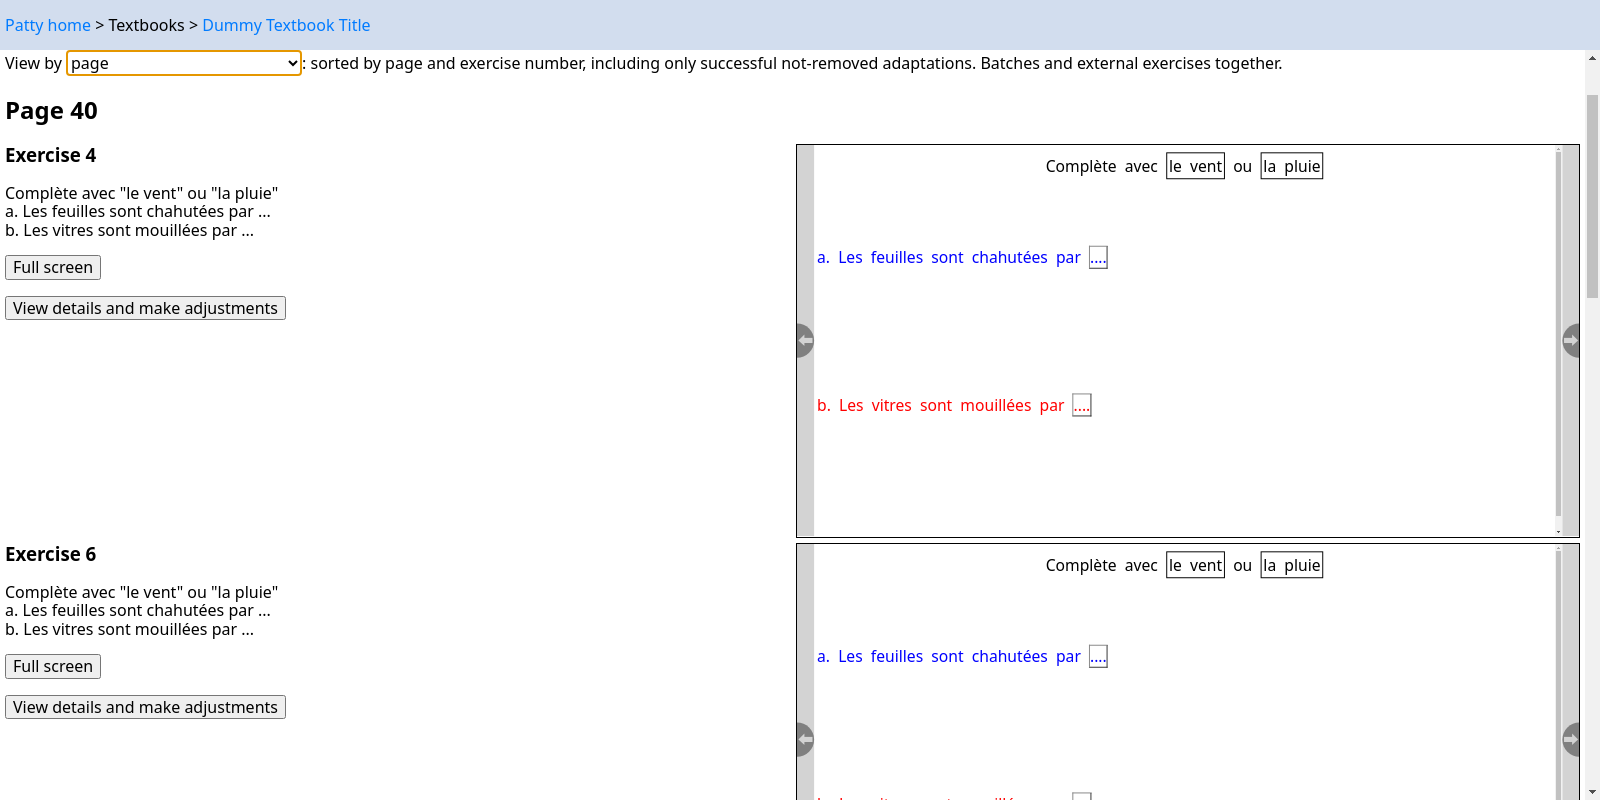 Patty home > Textbooks > Dummy Textbook Title
View by page : sorted by page and exercise number, including only successful not-removed adaptations. Batches and external exercises together.
Page 40
Exercise 4
Complète avec "le vent" ou "la pluie"
a. Les feuilles sont chahutées par ...
b. Les vitres sont mouillées par ...
Full screen
View details and make adjustments
Complète avec le vent ou la pluie
a. Les feuilles sont chahutées par ....
b. Les vitres sont mouillées par ....
Exercise 6
Complète avec "le vent" ou "la pluie"
a. Les feuilles sont chahutées par ...
b. Les vitres sont mouillées par ...
Full screen
View details and make adjustments
Complète avec le vent ou la pluie
a. Les feuilles sont chahutées par ....